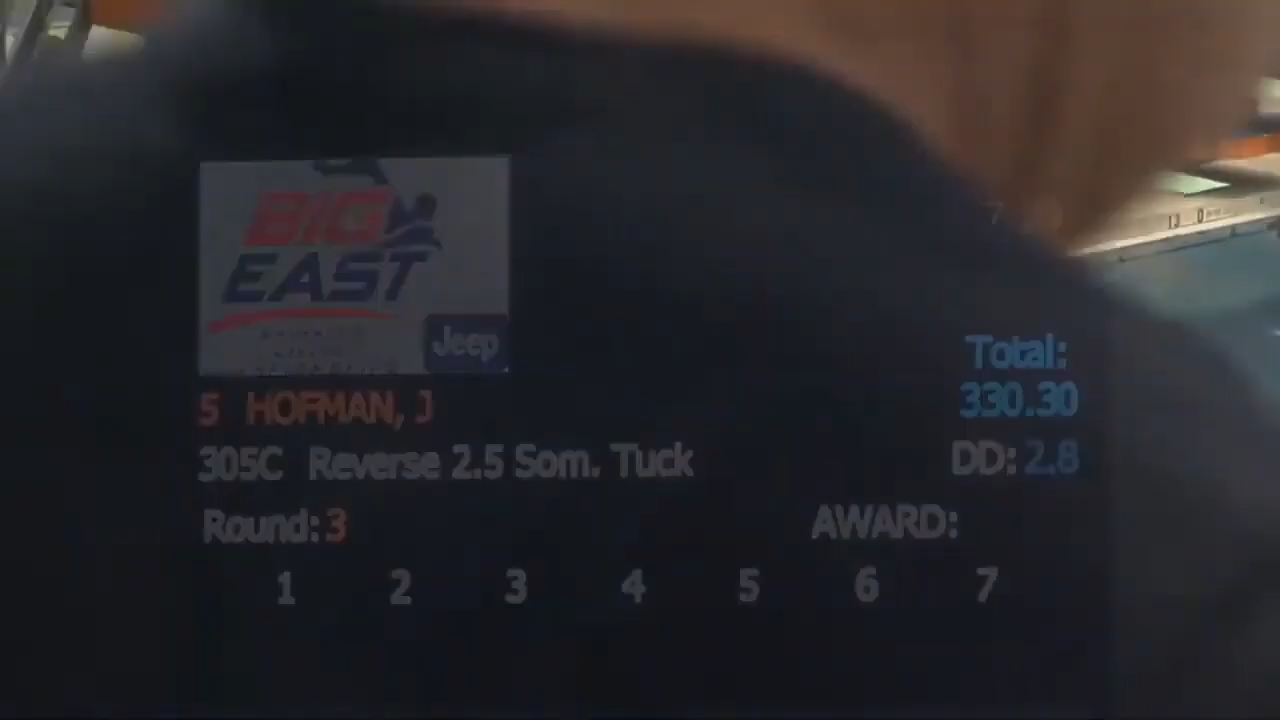 BIG
EAST
Jeep
Total:
5 HOFMAN, J
330.30
305C Reverse 2.5 Som. Tuck
DD: 2.8
Round: 3
AWARD:
1 2 3 4 5 6 7